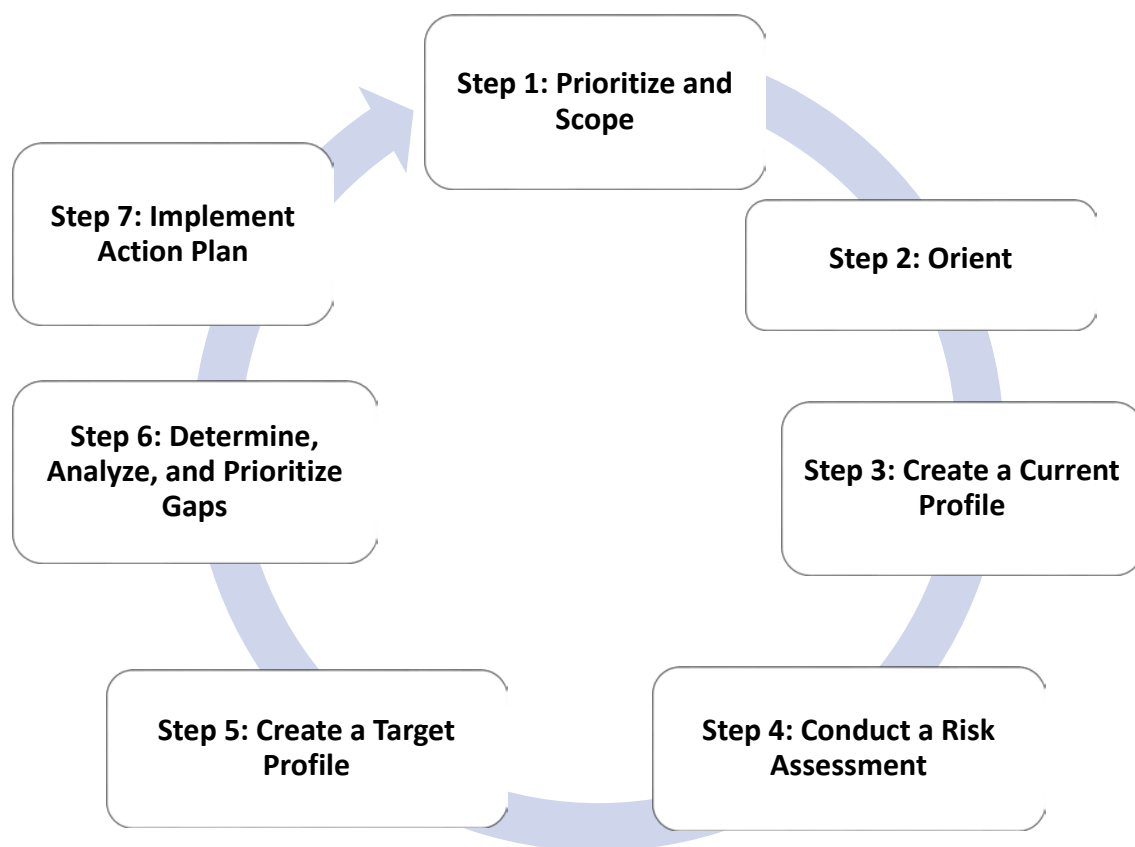 Step 1: Prioritize and
Scope
Step 2: Orient
Step 3: Create a Current
Profile
Step 4: Conduct a Risk
Assessment
Step 5: Create a Target
Profile
Step 6: Determine,
Analyze, and Prioritize
Gaps
Step 7: Implement
Action Plan